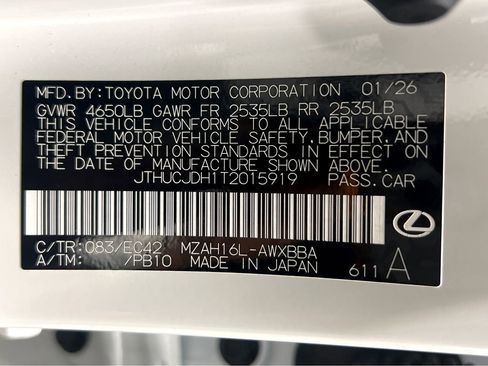 MFD. BY: TOYOTA MOTOR CORPORATION 01/26
GVWR 4650LB GAWR FR 2535LB RR 2535LB
THIS VEHICLE CONFORMS TO ALL APPLICABLE
FEDERAL MOTOR VEHICLE SAFETY, BUMPER, AND
THEFT PREVENTION STANDARDS IN EFFECT ON
THE DATE OF MANUFACTURE SHOWN ABOVE.
JTHUCJDH1T2015919 PASS. CAR
C/TR: 083/EC42 MZAH16L-AWXBBA
A/TM: /PB10 MADE IN JAPAN 611 A